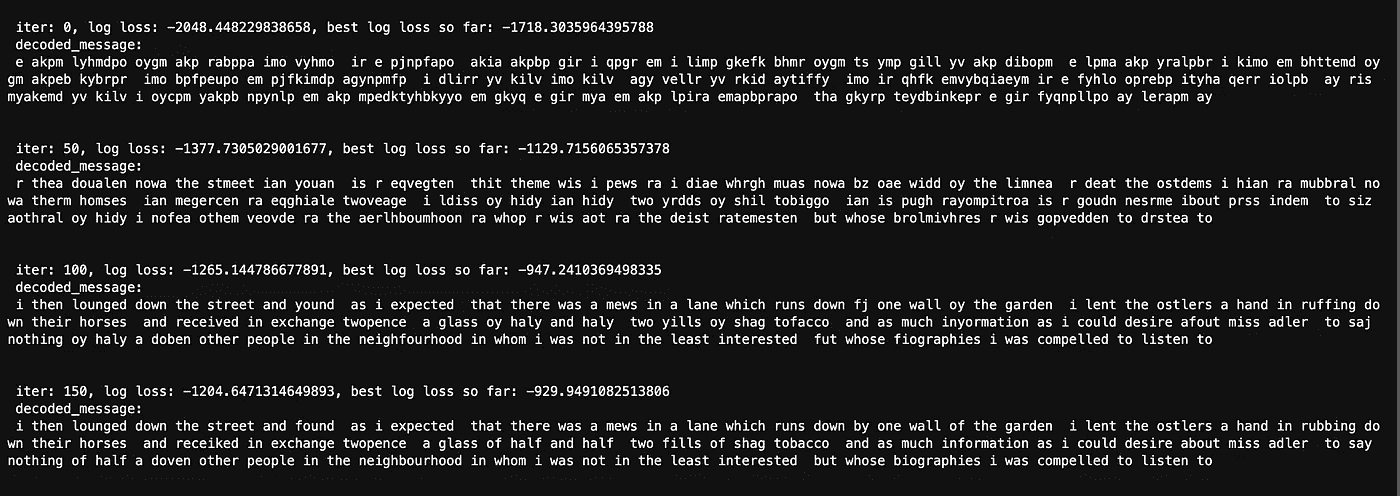 iter: 0, log loss: -2048.448229838658, best log loss so far: -1718.3035964395788
decoded_message:
e akpm lyhmdpo oygm akp rabppa imo vyhmo  ir e pjnpfapo  akia akpbp gir i qpgr em i limp gkefk bhmr oygm ts ymp gill yv akp dibopm  e lpma akp yralpbr i kimo em bhttemd oy
gm akpeb kybrpr  imo bpfpeupo em pjfkimdp agynpmfp  i dlirr yv kilv imo kilv  agy vellr yv rkid aytiffy  imo ir qhfk emvybqiaeym ir e fyhlo oprebp ityha qerr iolpb  ay ris
myakemd yv kilv i oycpm yakpb npynlp em akp mpedktyhbkyyo em gkyq e gir mya em akp lpira emapbprapo  tha gkyrp teydbinkepr e gir fyqnpllpo ay lerapm ay
iter: 50, log loss: -1377.7305029001677, best log loss so far: -1129.7156065357378
decoded_message:
r thea doualen nowa the stmeet ian youan  is r eqvegten  thit theme wis i pews ra i diae whrgh muas nowa bz oae widd oy the limnea  r deat the ostdems i hian ra mubbral no
wa therm homses  ian megercen ra eqghiale twoveage  i ldiss oy hidy ian hidy  two yrdds oy shil tobiggo  ian is pugh rayompitroa is r goudn nesrme ibout prss indem  to siz
aothral oy hidy i nofea othem veovde ra the aerlhboumhoon ra whop r wis aot ra the deist ratemesten  but whose brolmivhres r wis gopvedden to drstea to
iter: 100, log loss: -1265.144786677891, best log loss so far: -947.2410369498335
decoded_message:
i then lounged down the street and yound  as i expected  that there was a mews in a lane which runs down fj one wall oy the garden  i lent the ostlers a hand in ruffing do
wn their horses  and received in exchange twopence  a glass oy haly and haly  two yills oy shag tofacco  and as much inyormation as i could desire afout miss adler  to saj
nothing oy haly a doben other people in the neighfourhood in whom i was not in the least interested  fut whose fiographies i was compelled to listen to
iter: 150, log loss: -1204.6471314649893, best log loss so far: -929.9491082513806
decoded_message:
i then lounged down the street and found  as i expected  that there was a mews in a lane which runs down by one wall of the garden  i lent the ostlers a hand in rubbing do
wn their horses  and receiked in exchange twopence  a glass of half and half  two fills of shag tobacco  and as much information as i could desire about miss adler  to say
nothing of half a doven other people in the neighbourhood in whom i was not in the least interested  but whose biographies i was compelled to listen to